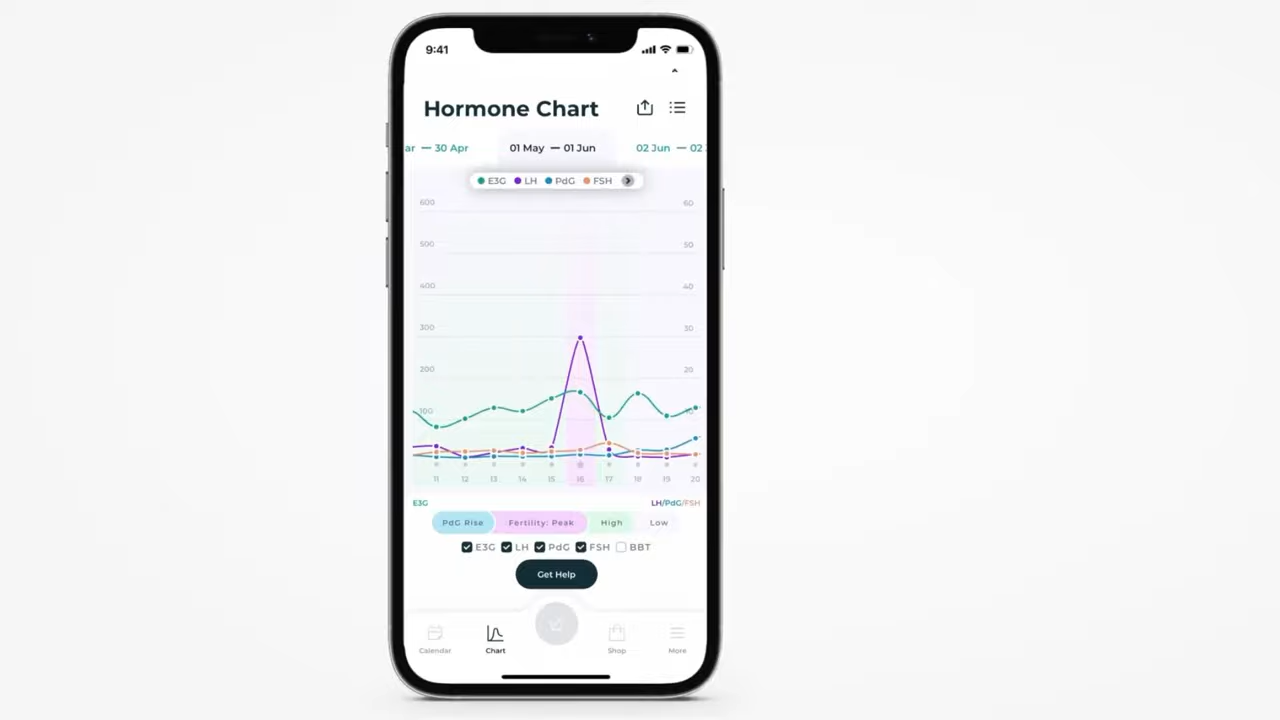 9:41
Hormone Chart
ar — 30 Apr 01 May — 01 Jun 02 Jun — 02
E3G LH PdG FSH
600 60
500 50
400 40
300 30
200 20
100
11 12 13 14 15 16 17 18 19 20
E3G LH/PdG/FSH
PdG Rise Fertility: Peak High Low
E3G LH PdG FSH BBT
Get Help
Calendar Chart Shop More